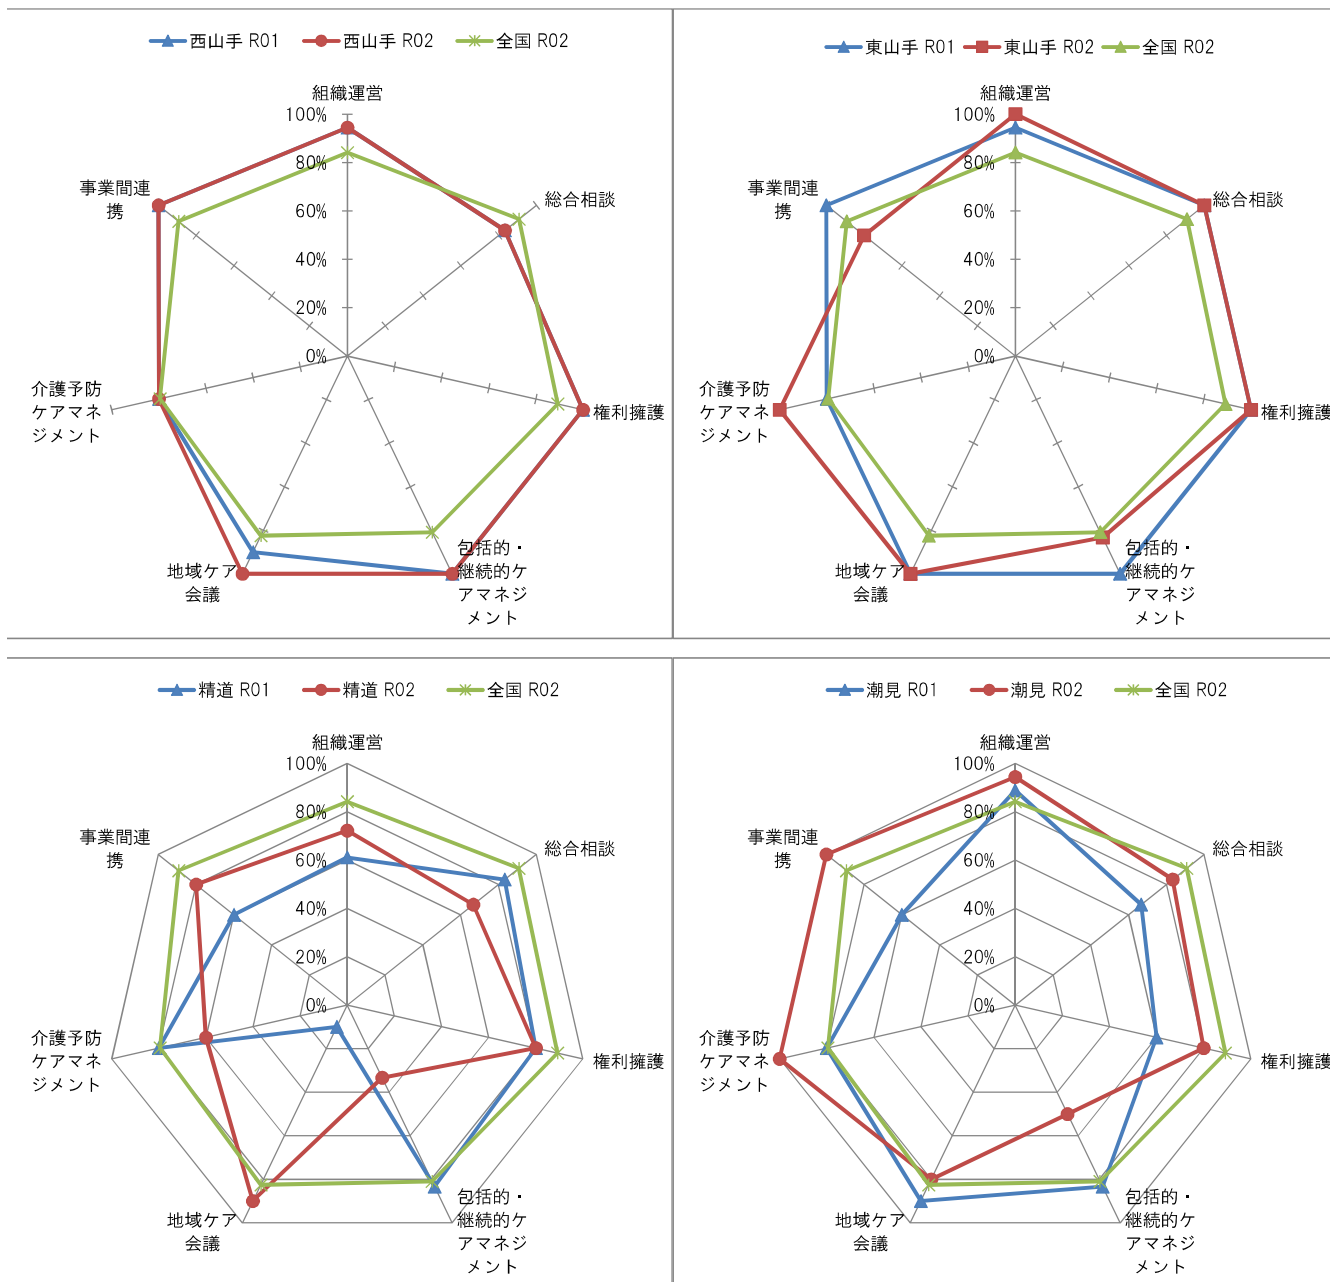 西山手 R01 西山手 R02 全国 R02
組織運営
100%
80%
60%
40%
20%
0%
総合相談
権利擁護
包括的・
継続的ケ
アマネジ
メント
地域ケア
会議
介護予防
ケアマネ
ジメント
事業間連
携
東山手 R01 東山手 R02 全国 R02
組織運営
100%
80%
60%
40%
20%
0%
総合相談
権利擁護
包括的・
継続的ケ
アマネジ
メント
地域ケア
会議
介護予防
ケアマネ
ジメント
事業間連
携
精道 R01 精道 R02 全国 R02
組織運営
100%
80%
60%
40%
20%
0%
総合相談
権利擁護
包括的・
継続的ケ
アマネジ
メント
地域ケア
会議
介護予防
ケアマネ
ジメント
事業間連
携
潮見 R01 潮見 R02 全国 R02
組織運営
100%
80%
60%
40%
20%
0%
総合相談
権利擁護
包括的・
継続的ケ
アマネジ
メント
地域ケア
会議
介護予防
ケアマネ
ジメント
事業間連
携